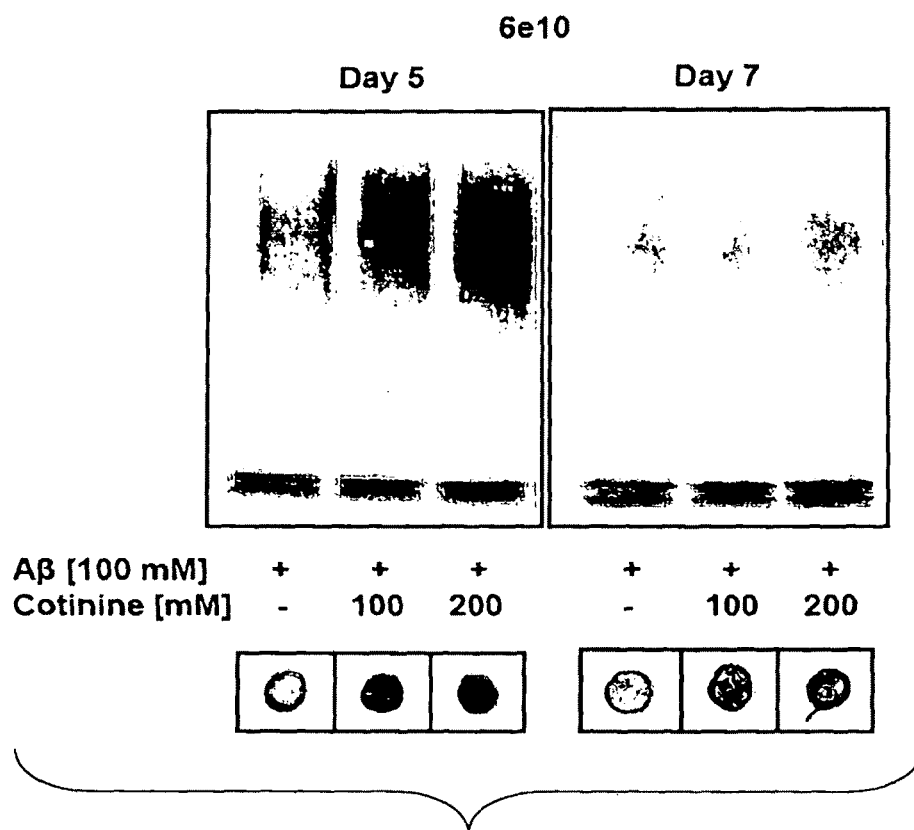 6e10
Day 5 Day 7
Aβ [100 mM] + + + + + +
Cotinine [mM] - 100 200 - 100 200